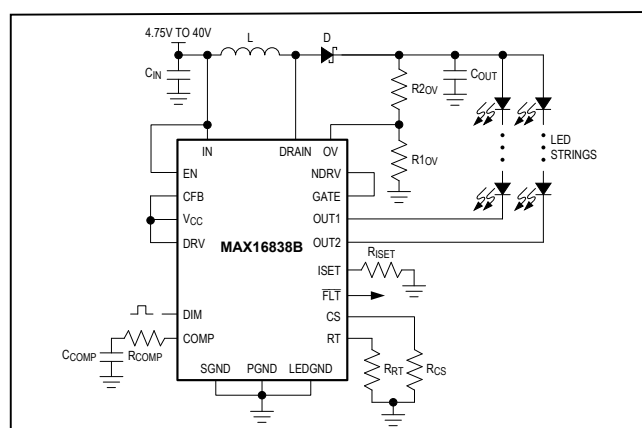 4.75V TO 40V
L
D
CIN
R2OV
COUT
IN
DRAIN
OV
R1OV
LED
STRINGS
EN
NDRV
CFB
GATE
VCC
OUT1
DRV
MAX16838B
OUT2
RISET
ISET
FLT
DIM
CS
COMP
RT
CCOMP
RCOMP
RRT
RCS
SGND
PGND
LEDGND